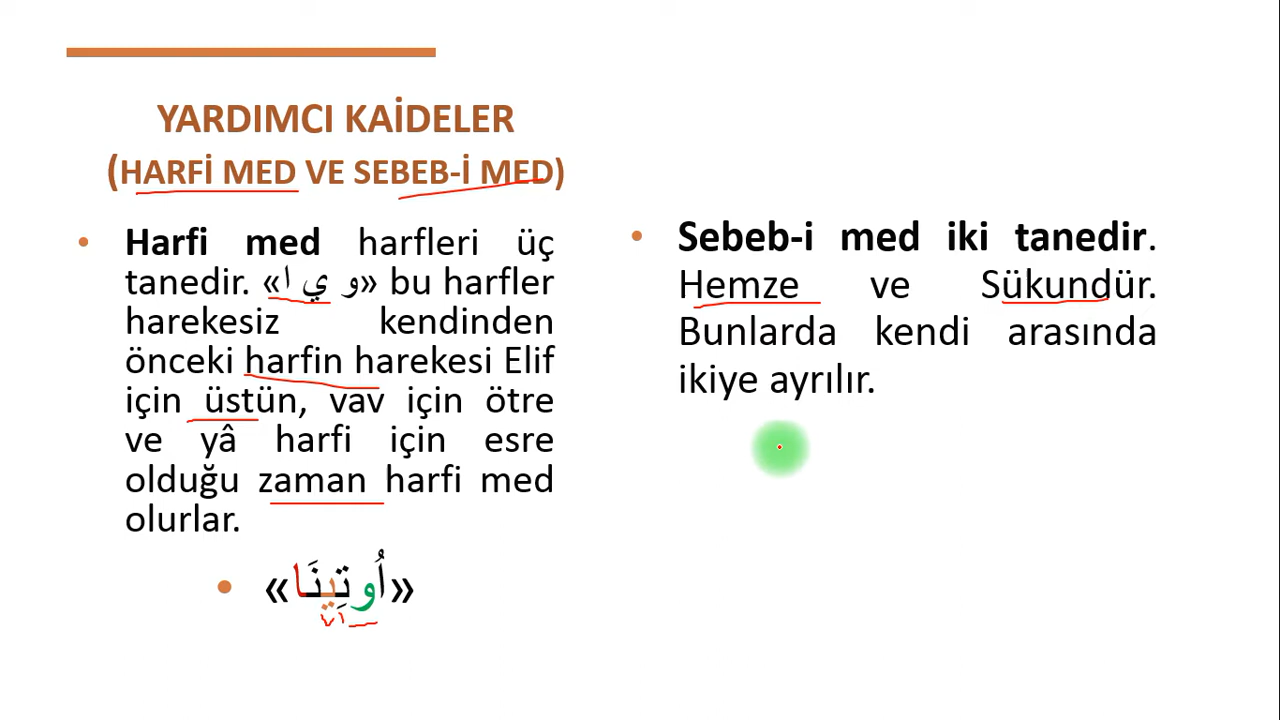 YARDIMCI KAİDELER
(HARFİ MED VE SEBEB-İ MED)
• Harfi med harfleri üç
tanedir. «و ي ا» bu harfler
harekesiz kendinden
önceki harfin harekesi Elif
için üstün, vav için ötre
ve yâ harfi için esre
olduğu zaman harfi med
olurlar.
• «اُوتِينَا»
• Sebeb-i med iki tanedir.
Hemze ve Sükundür.
Bunlarda kendi arasında
ikiye ayrılır.